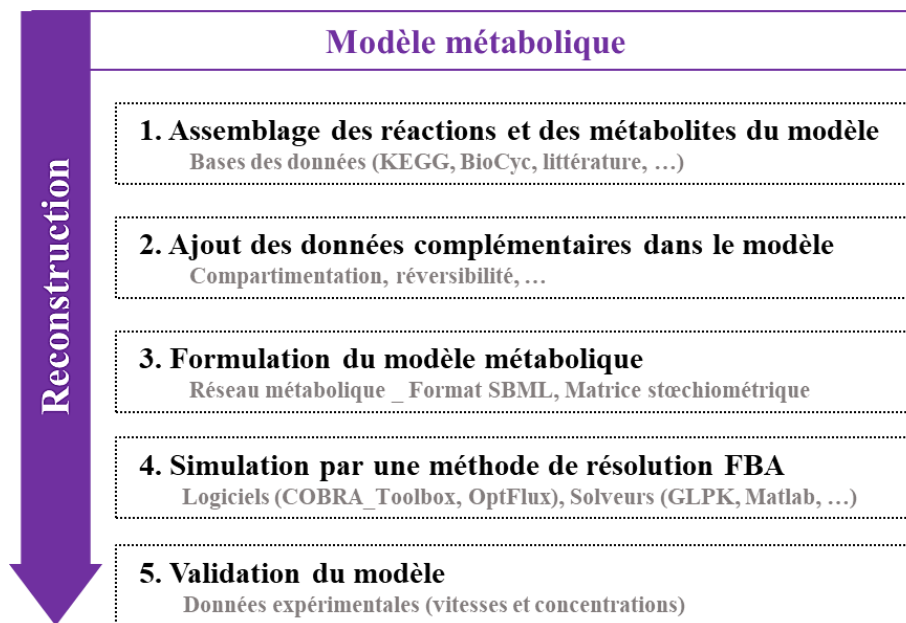 Modèle métabolique
Reconstruction
1. Assemblage des réactions et des métabolites du modèle
Bases des données (KEGG, BioCyc, littérature, …)
2. Ajout des données complémentaires dans le modèle
Compartimentation, réversibilité, …
3. Formulation du modèle métabolique
Réseau métabolique _ Format SBML, Matrice stœchiométrique
4. Simulation par une méthode de résolution FBA
Logiciels (COBRA_Toolbox, OptFlux), Solveurs (GLPK, Matlab, …)
5. Validation du modèle
Données expérimentales (vitesses et concentrations)